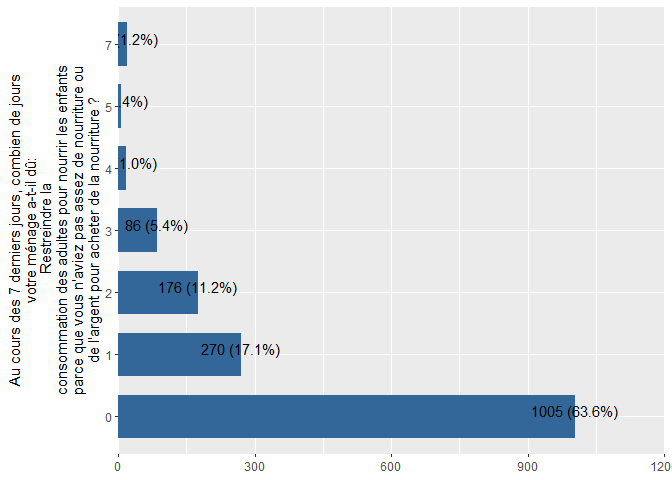 Au cours des 7 derniers jours, combien de jours
votre ménage a-t-il dû:
Restreindre la
consommation des adultes pour nourrir les enfants
parce que vous n'aviez pas assez de nourriture ou
de l'argent pour acheter de la nourriture ?
7
1.2%)
5
4%)
4
1.0%)
3
86 (5.4%)
2
176 (11.2%)
1
270 (17.1%)
0
1005 (63.6%)
0 300 600 900 120